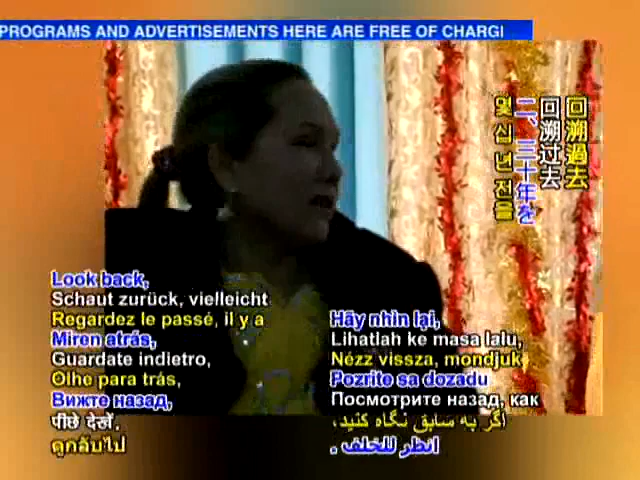 PROGRAMS AND ADVERTISEMENTS HERE ARE FREE OF CHARG
回溯過去
回溯过去
二、三十年を
몇 십 년 전을
Look back,
Schaut zurück, vielleicht
Regardez le passé, il y a
Miren atrás,
Guardate indietro,
Olhe para trás,
Вижте назад,
पीछे देखें.
ดูกลับไป
Hãy nhìn lại,
Lihatlah ke masa lalu,
Nézz vissza, mondjuk
Pozrite sa dozadu
Посмотрите назад, как
اگر به سابق نگاه کنید،
انظر للخلف .